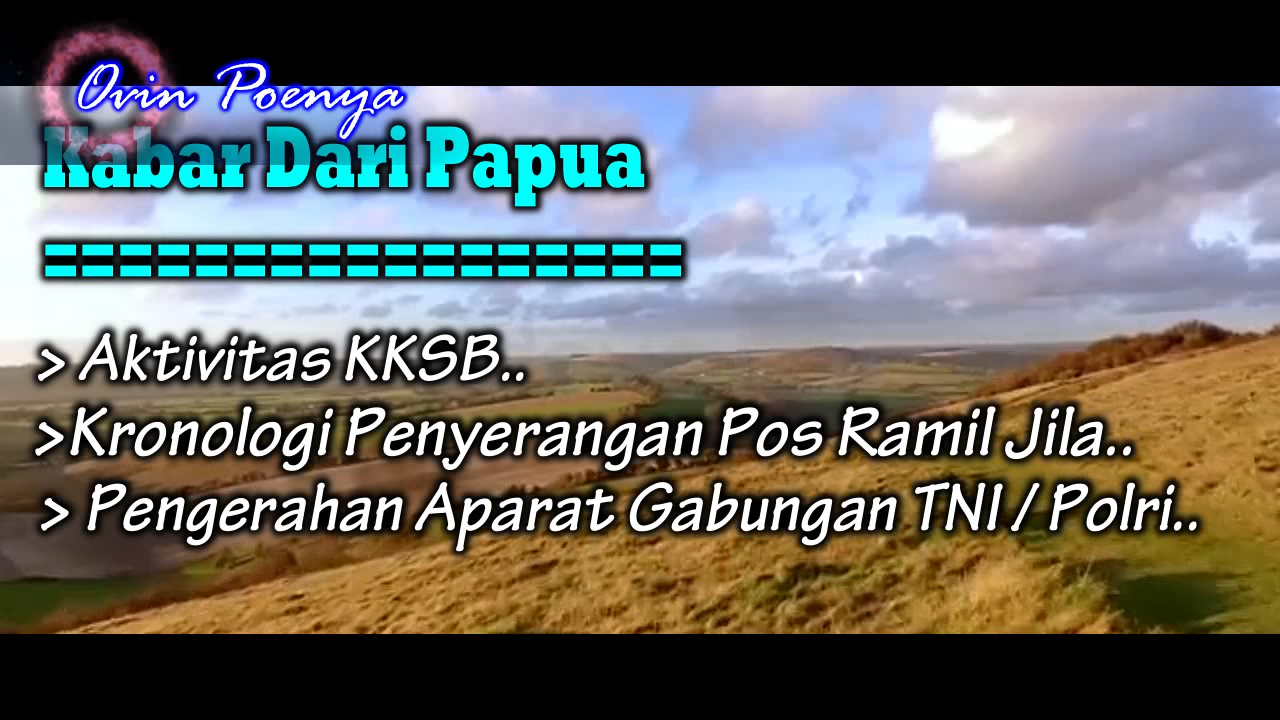 Ovin Poenya
Kabar Dari Papua
==================
> Aktivitas KKSB..
>Kronologi Penyerangan Pos Ramil Jila..
> Pengerahan Aparat Gabungan TNI / Polri..